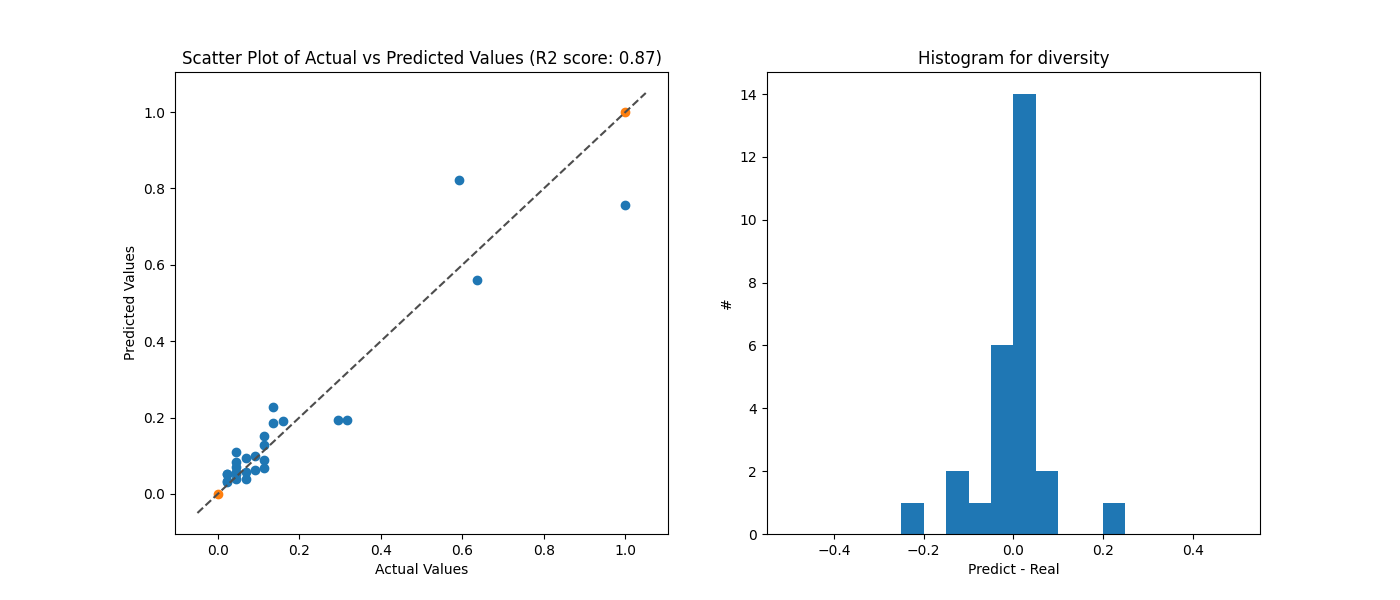 Scatter Plot of Actual vs Predicted Values (R2 score: 0.87)
1.0
0.8
0.6
0.4
0.2
0.0
Predicted Values
0.0 0.2 0.4 0.6 0.8 1.0
Actual Values
Histogram for diversity
14
12
10
8
6
4
2
0
#
−0.4 −0.2 0.0 0.2 0.4
Predict - Real